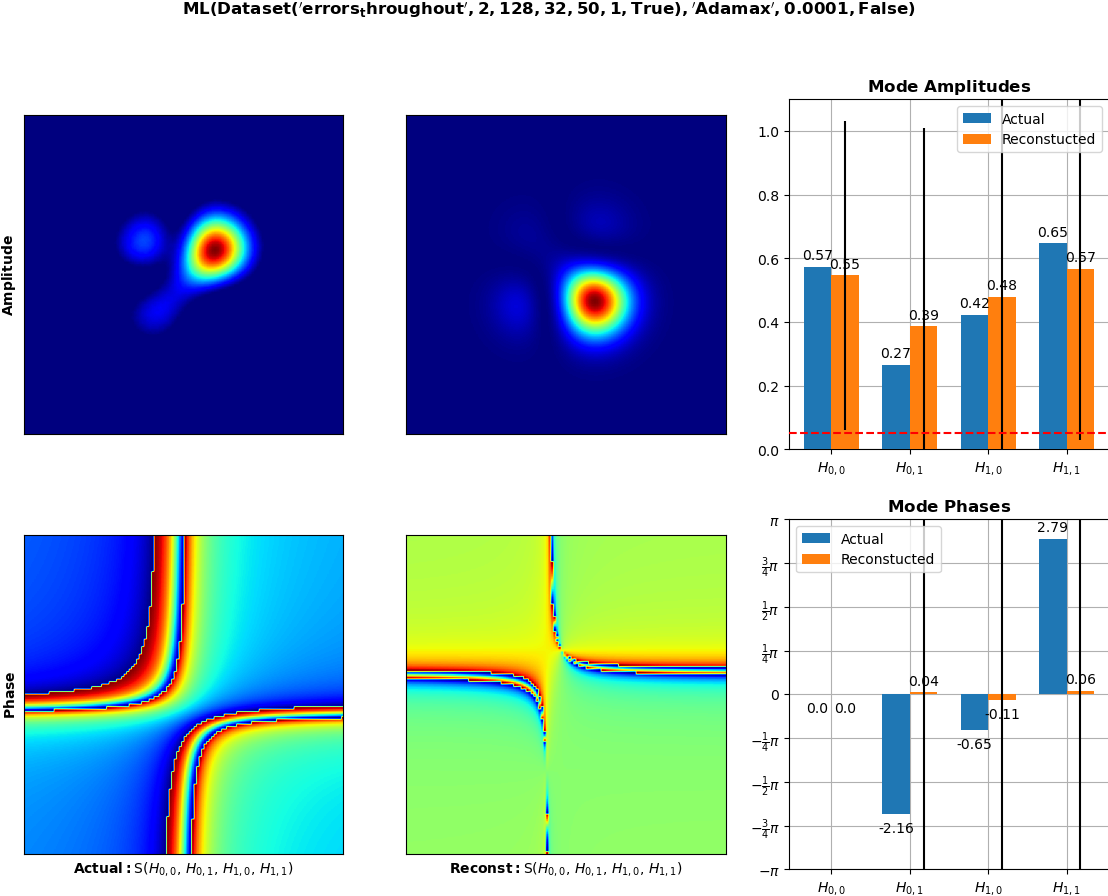 ML(Dataset('errors_throughout', 2, 128, 32, 50, 1, True), 'Adamax', 0.0001, False)
Mode Amplitudes
Amplitude
1.0
0.8
0.6
0.4
0.2
0.0
Actual
Reconstucted
0.57
0.55
0.27
0.39
0.42
0.48
0.65
0.57
H0,0
H0,1
H1,0
H1,1
Mode Phases
Phase
π
3/4π
1/2π
1/4π
0
−1/4π
−1/2π
−3/4π
−π
Actual
Reconstucted
0.0
0.0
-2.16
0.04
-0.65
-0.11
2.79
0.06
H0,0
H0,1
H1,0
H1,1
Actual: S(H0,0, H0,1, H1,0, H1,1)
Reconst: S(H0,0, H0,1, H1,0, H1,1)